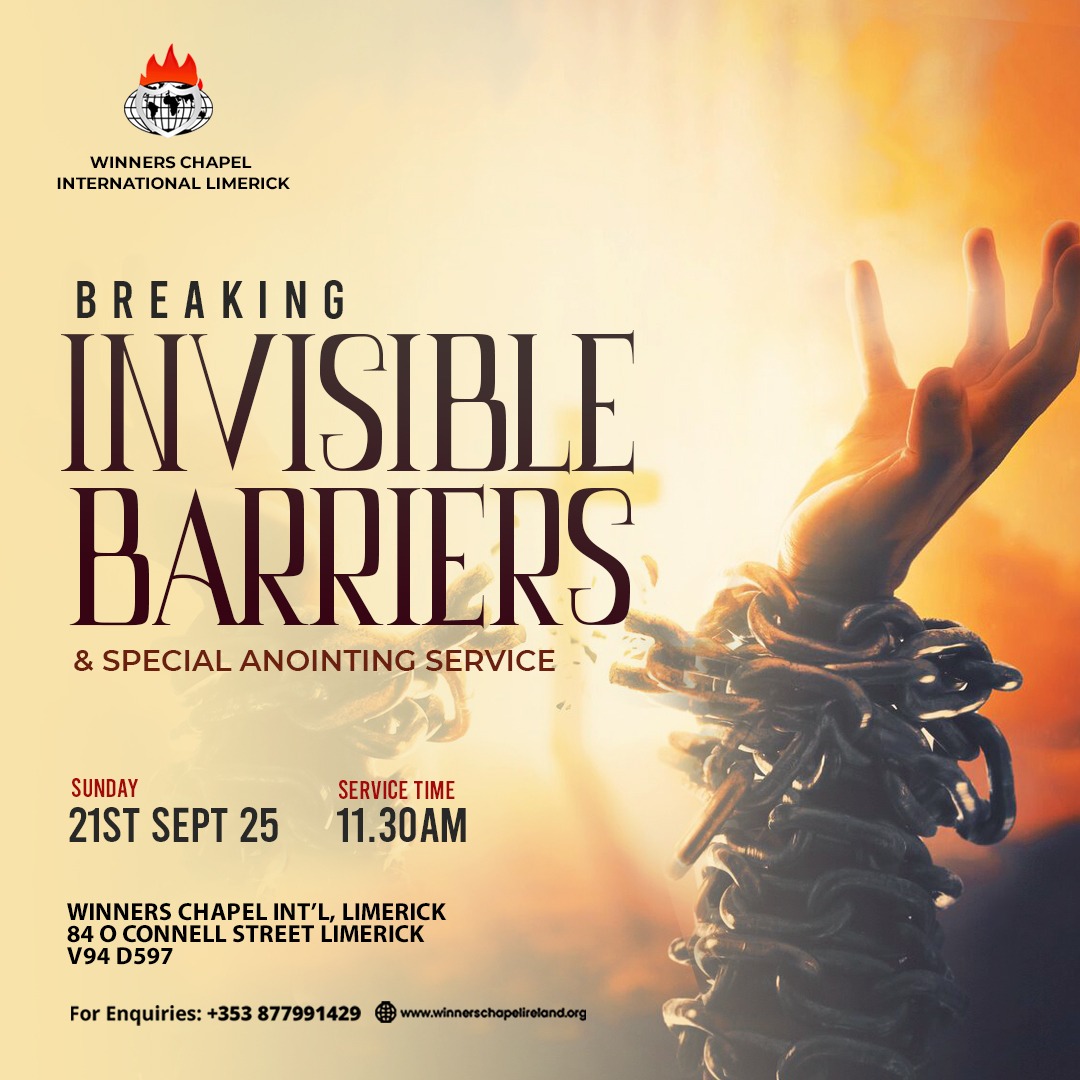 WINNERS CHAPEL
INTERNATIONAL LIMERICK
BREAKING
INVISIBLE
BARRIERS
& SPECIAL ANOINTING SERVICE
SUNDAY
21ST SEPT 25
SERVICE TIME
11.30AM
WINNERS CHAPEL INT'L, LIMERICK
84 O CONNELL STREET LIMERICK
V94 D597
For Enquiries: +353 877991429 www.winnerschapelireland.org